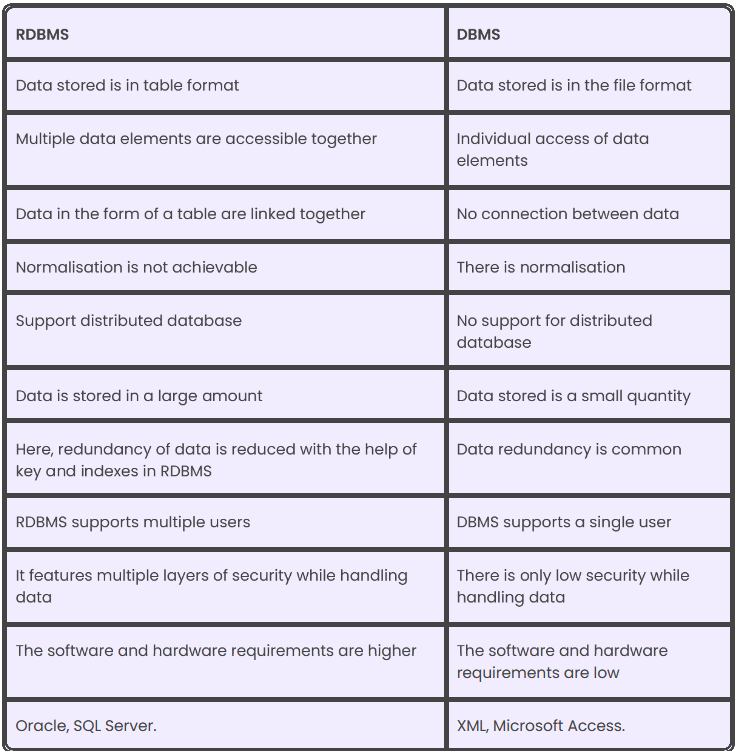 RDBMS
DBMS
Data stored is in table format
Data stored is in the file format
Multiple data elements are accessible together
Individual access of data
elements
Data in the form of a table are linked together
No connection between data
Normalisation is not achievable
There is normalisation
Support distributed database
No support for distributed
database
Data is stored in a large amount
Data stored is a small quantity
Here, redundancy of data is reduced with the help of
key and indexes in RDBMS
Data redundancy is common
RDBMS supports multiple users
DBMS supports a single user
It features multiple layers of security while handling
data
There is only low security while
handling data
The software and hardware requirements are higher
The software and hardware
requirements are low
Oracle, SQL Server.
XML, Microsoft Access.